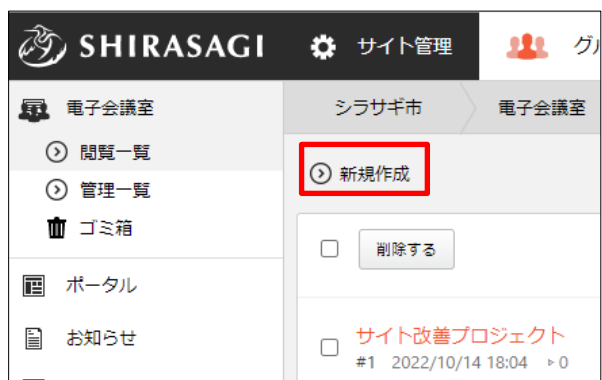 SHIRASAGI
サイト管理
グ
電子会議室
閲覧一覧
管理一覧
ゴミ箱
ポータル
お知らせ
シラサギ市
電子会議室
新規作成
削除する
サイト改善プロジェクト
#1 2022/10/14 18:04 0